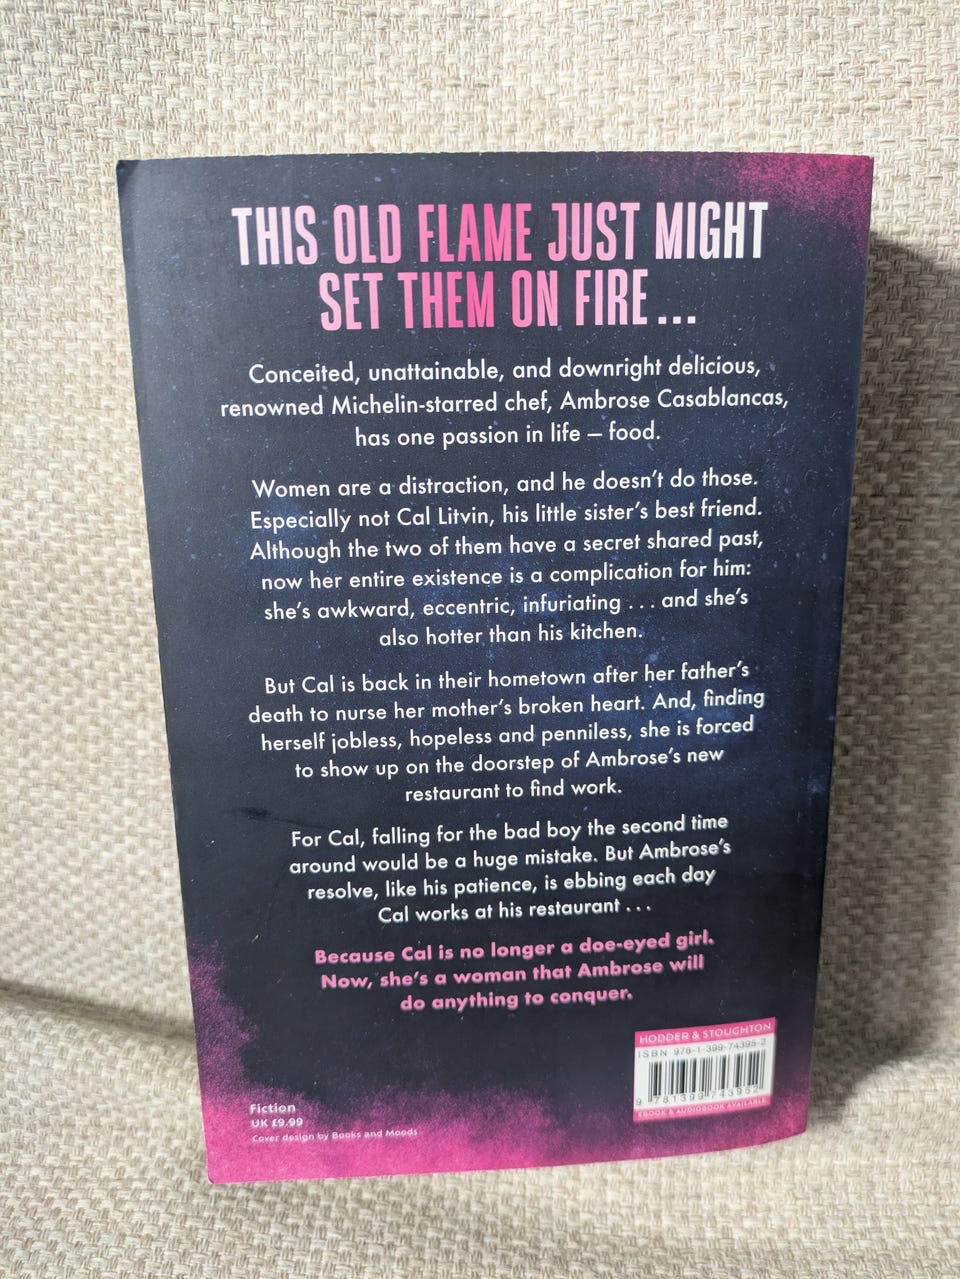 THIS OLD FLAME JUST MIGHT
SET THEM ON FIRE ...
Conceited, unattainable, and downright delicious,
renowned Michelin-starred chef, Ambrose Casablancas,
has one passion in life – food.
Women are a distraction, and he doesn't do those.
Especially not Cal Litvin, his little sister's best friend.
Although the two of them have a secret shared past,
now her entire existence is a complication for him:
she's awkward, eccentric, infuriating . . . and she's
also hotter than his kitchen.
But Cal is back in their hometown after her father's
death to nurse her mother's broken heart. And, finding
herself jobless, hopeless and penniless, she is forced
to show up on the doorstep of Ambrose's new
restaurant to find work.
For Cal, falling for the bad boy the second time
around would be a huge mistake. But Ambrose's
resolve, like his patience, is ebbing each day
Cal works at his restaurant . . .
Because Cal is no longer a doe-eyed girl.
Now, she's a woman that Ambrose will
do anything to conquer.
HODDER & STOUGHTON
ISBN 978-1-399-74395-2
9 781399 743952
EBOOK & AUDIOBOOK AVAILABLE
Fiction
UK £9.99
Cover design by Books and Moods